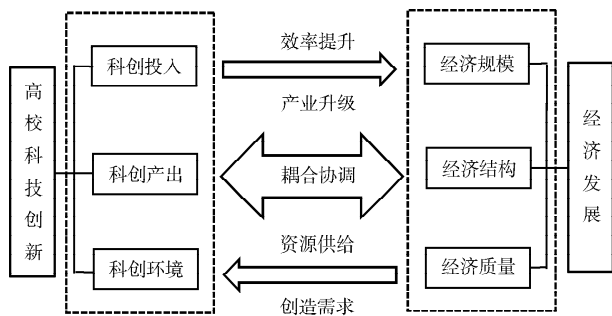 高校科技创新
科创投入
科创产出
科创环境
效率提升
产业升级
耦合协调
资源供给
创造需求
经济规模
经济结构
经济质量
经济发展